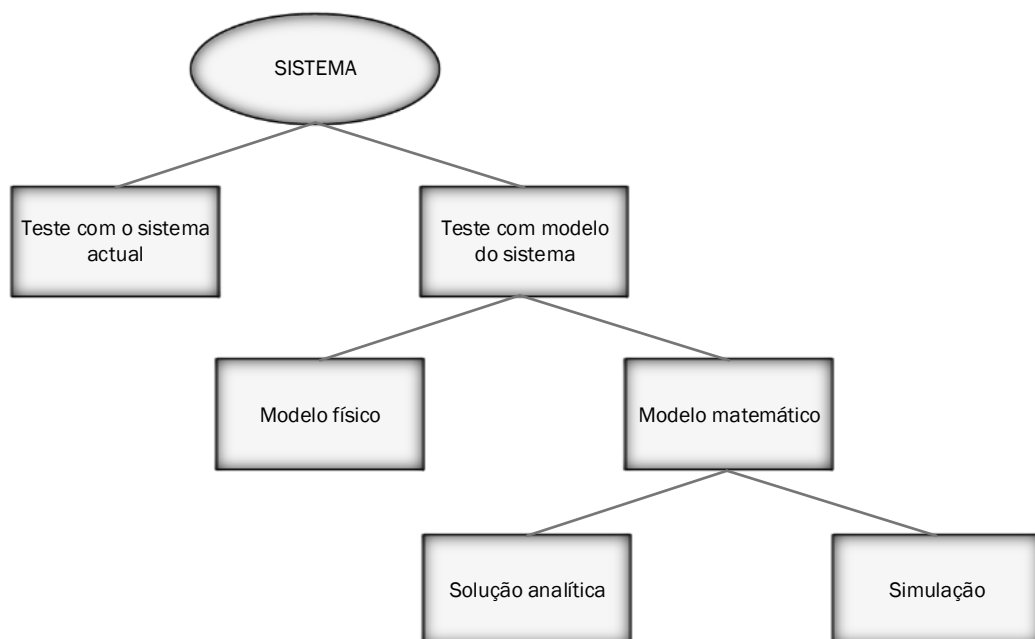 SISTEMA
Teste com o sistema
actual
Teste com modelo
do sistema
Modelo físico
Modelo matemático
Solução analítica
Simulação